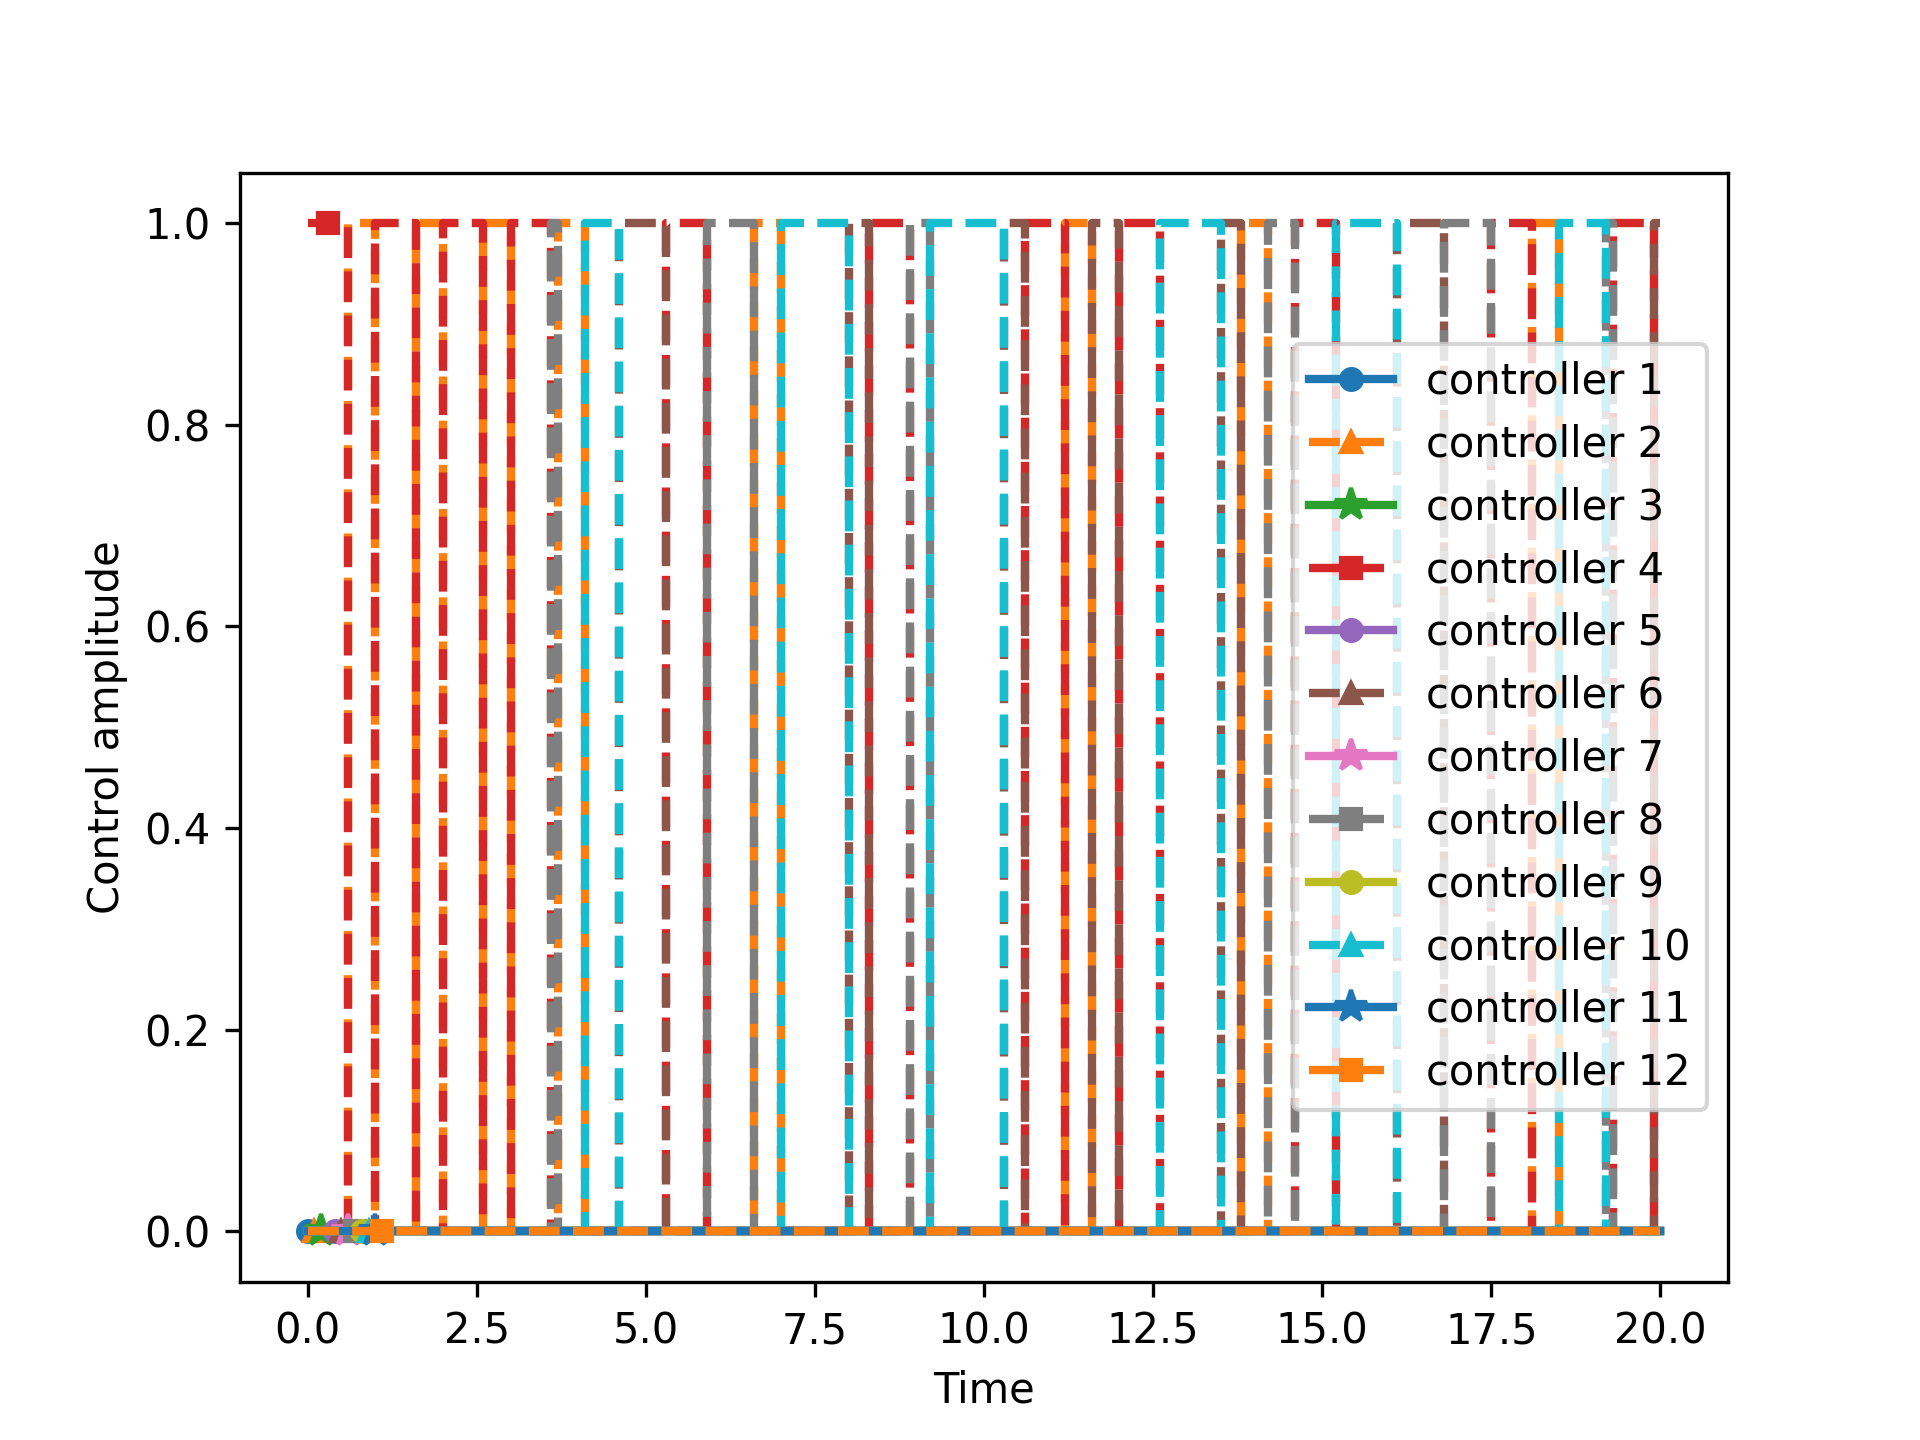 1.0
0.8
0.6
0.4
0.2
0.0
Control amplitude
0.0 2.5 5.0 7.5 10.0 12.5 15.0 17.5 20.0
Time
controller 1
controller 2
controller 3
controller 4
controller 5
controller 6
controller 7
controller 8
controller 9
controller 10
controller 11
controller 12